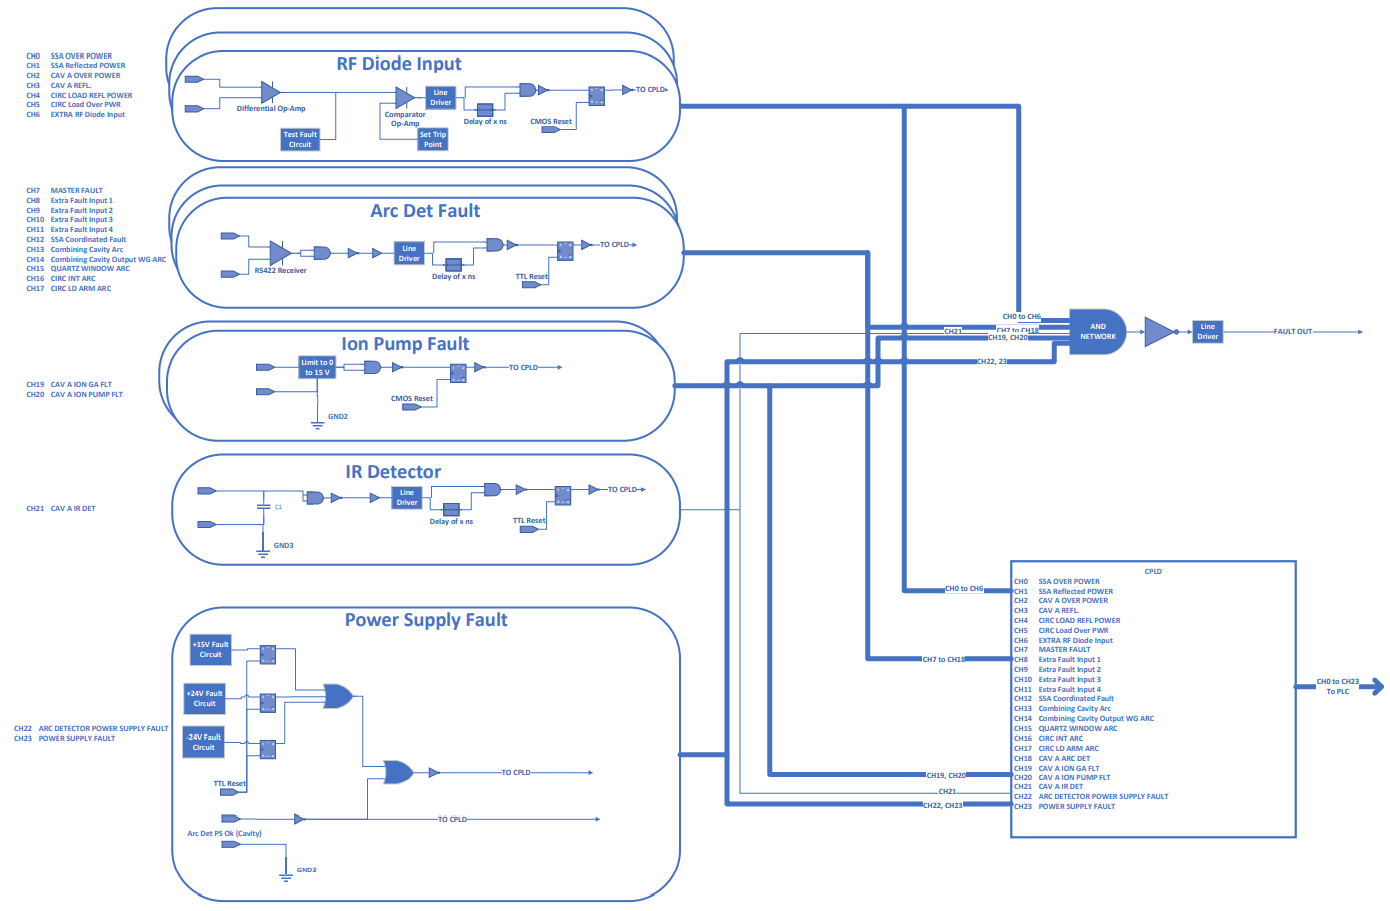 CH0 SSA OVER POWER
CH1 SSA Reflected POWER
CH2 CAV A OVER POWER
CH3 CAV A REFL.
CH4 CIRC LOAD REFL POWER
CH5 CIRC Load Over PWR
CH6 EXTRA RF Diode Input
RF Diode Input
Differential Op-Amp
Test Fault
Circuit
Comparator
Op-Amp
Set Trip
Point
Line
Driver
Delay of x ns
CMOS Reset
TO CPLD
CH7 MASTER FAULT
CH8 Extra Fault Input 1
CH9 Extra Fault Input 2
CH10 Extra Fault Input 3
CH11 Extra Fault Input 4
CH12 SSA Coordinated Fault
CH13 Combining Cavity Arc
CH14 Combining Cavity Output WG ARC
CH15 QUARTZ WINDOW ARC
CH16 CIRC INT ARC
CH17 CIRC LD ARM ARC
Arc Det Fault
RS422 Receiver
Line
Driver
Delay of x ns
TTL Reset
TO CPLD
CH19 CAV A ION GA FLT
CH20 CAV A ION PUMP FLT
Ion Pump Fault
Limit to 0
to 15 V
GND2
CMOS Reset
TO CPLD
CH21 CAV A IR DET
IR Detector
C1
GND3
Line
Driver
Delay of x ns
TTL Reset
TO CPLD
CH22 ARC DETECTOR POWER SUPPLY FAULT
CH23 POWER SUPPLY FAULT
Power Supply Fault
+15V Fault
Circuit
+24V Fault
Circuit
-24V Fault
Circuit
TTL Reset
TO CPLD
TO CPLD
Arc Det PS Ok (Cavity)
GND3
CH0 to CH6
CH21
CH7 to CH18
CH19, CH20
CH22, 23
AND
NETWORK
Line
Driver
FAULT OUT
CH0 to CH6
CH7 to CH18
CH19, CH20
CH21
CH22, CH23
CPLD
CH0 SSA OVER POWER
CH1 SSA Reflected POWER
CH2 CAV A OVER POWER
CH3 CAV A REFL.
CH4 CIRC LOAD REFL POWER
CH5 CIRC Load Over PWR
CH6 EXTRA RF Diode Input
CH7 MASTER FAULT
CH8 Extra Fault Input 1
CH9 Extra Fault Input 2
CH10 Extra Fault Input 3
CH11 Extra Fault Input 4
CH12 SSA Coordinated Fault
CH13 Combining Cavity Arc
CH14 Combining Cavity Output WG ARC
CH15 QUARTZ WINDOW ARC
CH16 CIRC INT ARC
CH17 CIRC LD ARM ARC
CH18 CAV A ARC DET
CH19 CAV A ION GA FLT
CH20 CAV A ION PUMP FLT
CH21 CAV A IR DET
CH22 ARC DETECTOR POWER SUPPLY FAULT
CH23 POWER SUPPLY FAULT
CH0 to CH23
To PLC